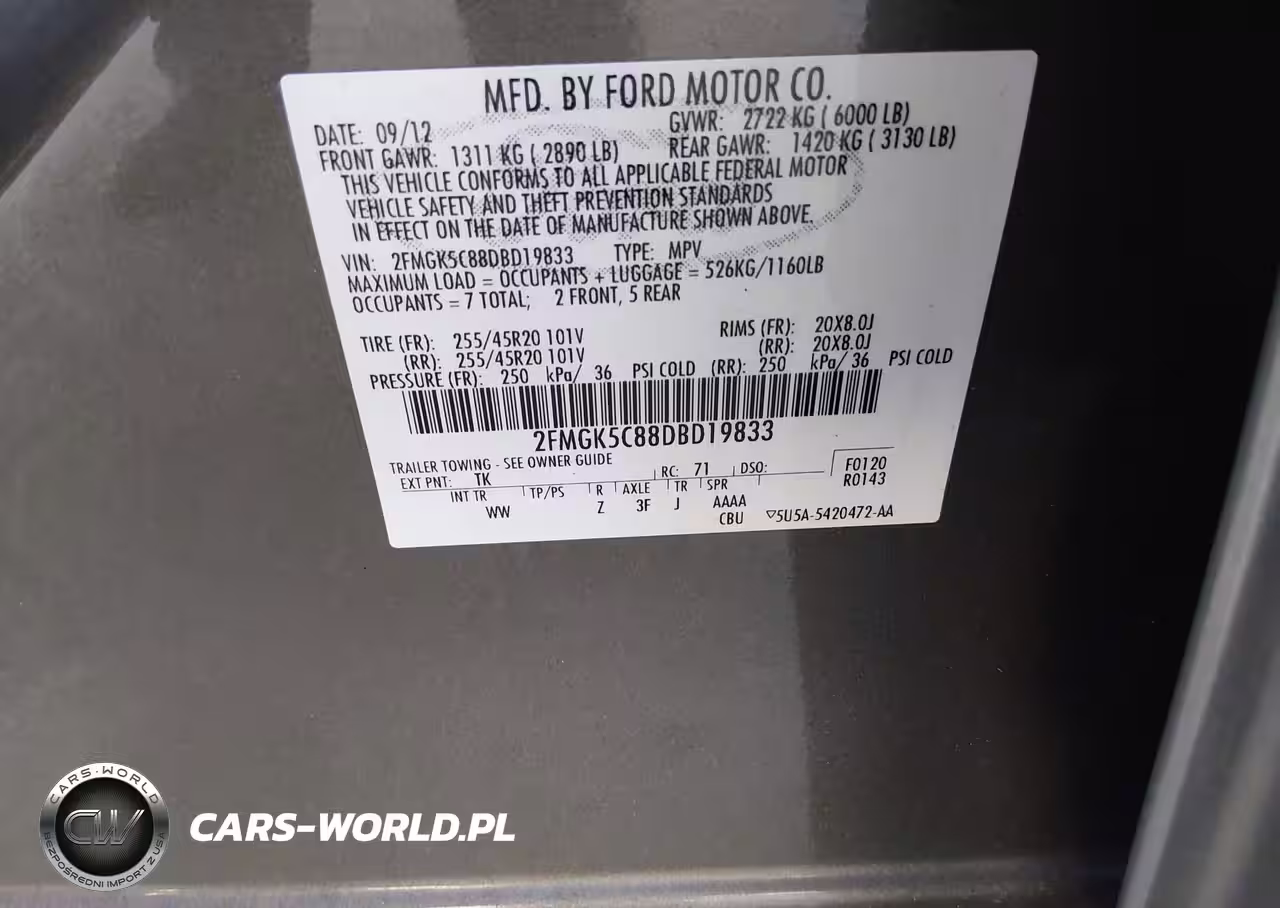 MFD. BY FORD MOTOR CO.
DATE: 09/12
GVWR: 2722 KG ( 6000 LB)
FRONT GAWR: 1311 KG ( 2890 LB)
REAR GAWR: 1420 KG ( 3130 LB)
THIS VEHICLE CONFORMS TO ALL APPLICABLE FEDERAL MOTOR
VEHICLE SAFETY AND THEFT PREVENTION STANDARDS
IN EFFECT ON THE DATE OF MANUFACTURE SHOWN ABOVE.
VIN: 2FMGK5C88DBD19833 TYPE: MPV
MAXIMUM LOAD = OCCUPANTS + LUGGAGE = 526KG/1160LB
OCCUPANTS = 7 TOTAL; 2 FRONT, 5 REAR
TIRE (FR): 255/45R20 101V RIMS (FR): 20X8.0J
(RR): 255/45R20 101V (RR): 20X8.0J
PRESSURE (FR): 250 kPa/ 36 PSI COLD (RR): 250 kPa/ 36 PSI COLD
2FMGK5C88DBD19833
TRAILER TOWING - SEE OWNER GUIDE
EXT PNT: TK RC: 71 DSO: F0120
R0143
INT TR TP/PS R AXLE TR SPR
WW Z 3F J AAAA
CBU ▽5U5A-5420472-AA
CARS-WORLD
CW
BEZPOŚREDNI IMPORT Z USA
CARS-WORLD.PL